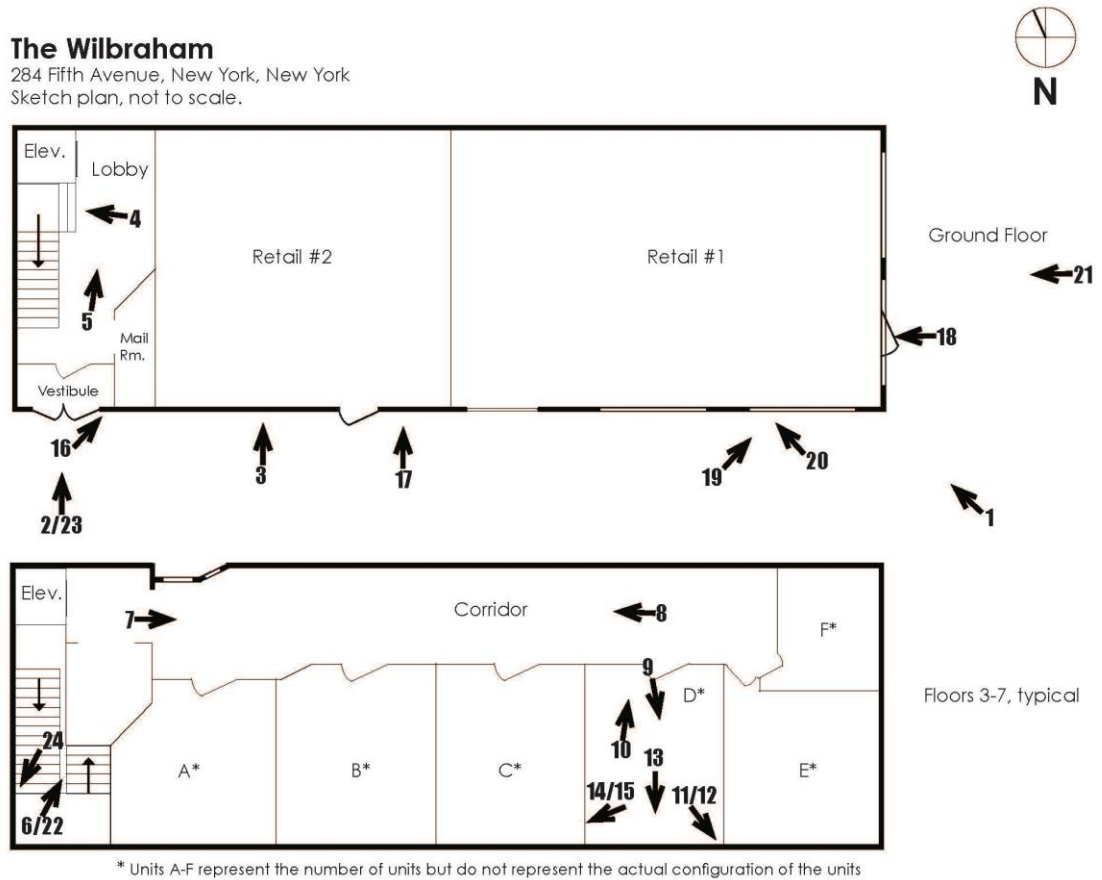 The Wilbraham
284 Fifth Avenue, New York, New York
Sketch plan, not to scale.
N
Elev.
Lobby
4
Retail #2
Retail #1
Ground Floor
21
5
18
Mail
Rm.
Vestibule
16
3
17
19
20
2/23
1
Elev.
7
Corridor
8
F*
9
D*
Floors 3-7, typical
24
10
13
A*
B*
C*
E*
14/15
11/12
6/22
* Units A-F represent the number of units but do not represent the actual configuration of the units